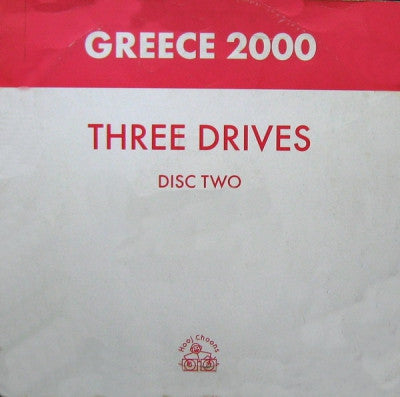 GREECE 2000
THREE DRIVES
DISC TWO
Hooj Choons